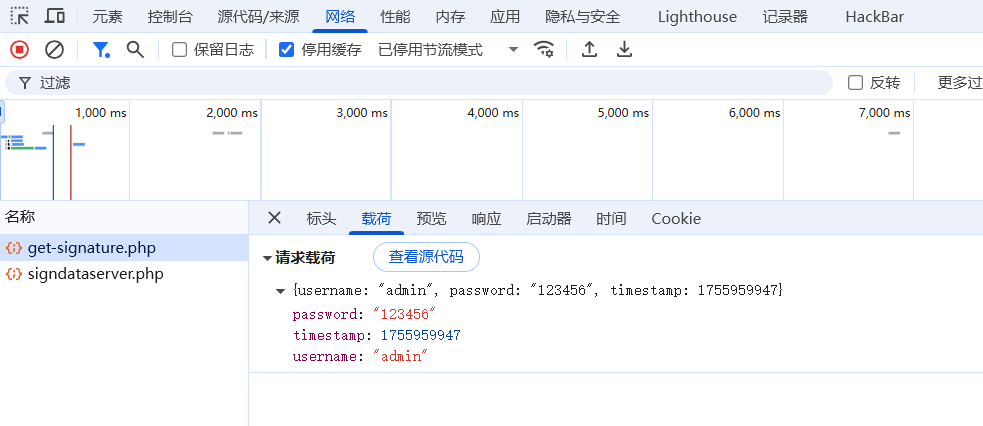 元素 控制台 源代码/来源 网络 性能 内存 应用 隐私与安全 Lighthouse 记录器 HackBar
保留日志 停用缓存 已停用节流模式
过滤 反转 更多过
1,000 ms 2,000 ms 3,000 ms 4,000 ms 5,000 ms 6,000 ms 7,000 ms
名称 标头 载荷 预览 响应 启动器 时间 Cookie
get-signature.php
signdataserver.php
请求载荷 查看源代码
{username: "admin", password: "123456", timestamp: 1755959947}
password: "123456"
timestamp: 1755959947
username: "admin"